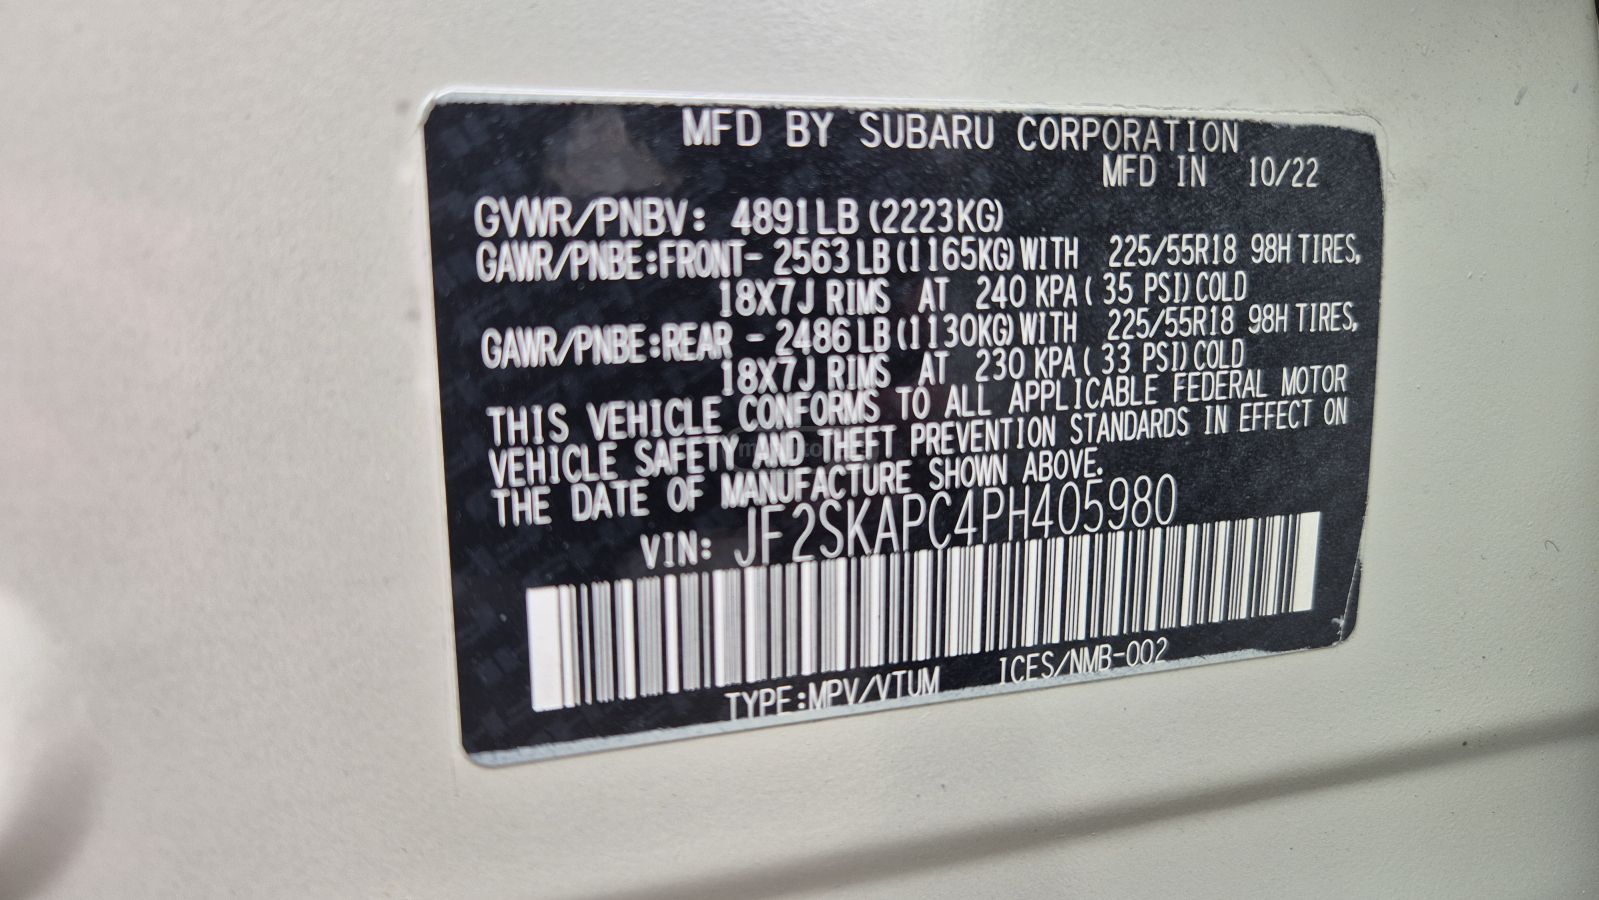 MFD BY SUBARU CORPORATION
MFD IN 10/22
GVWR/PNBV: 4891LB (2223KG)
GAWR/PNBE:FRONT- 2563LB (1165KG) WITH 225/55R18 98H TIRES,
18X7J RIMS AT 240 KPA ( 35 PSI) COLD
GAWR/PNBE:REAR - 2486LB (1130KG) WITH 225/55R18 98H TIRES,
18X7J RIMS AT 230 KPA ( 33 PSI) COLD
THIS VEHICLE CONFORMS TO ALL APPLICABLE FEDERAL MOTOR
VEHICLE SAFETY AND THEFT PREVENTION STANDARDS IN EFFECT ON
THE DATE OF MANUFACTURE SHOWN ABOVE.
VIN: JF2SKAPC4PH405980
TYPE:MPV/VTUM ICES/NMB-002